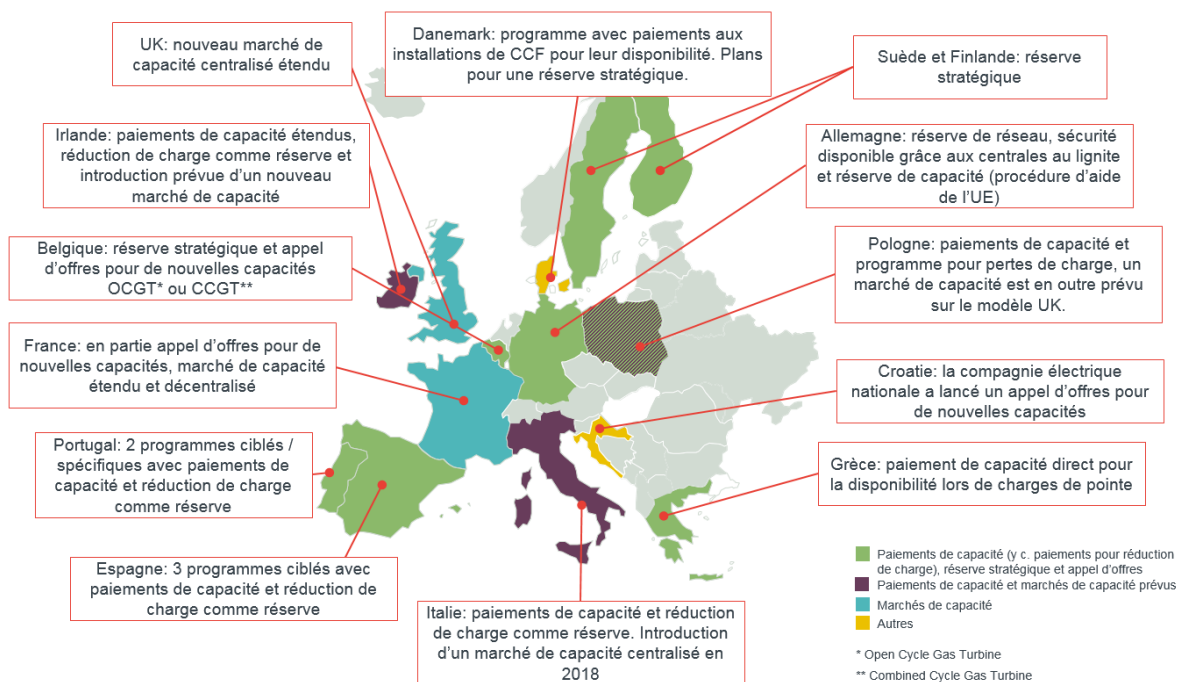 UK: nouveau marché de
capacité centralisé étendu
Danemark: programme avec paiements aux
installations de CCF pour leur disponibilité. Plans
pour une réserve stratégique.
Suède et Finlande: réserve
stratégique
Irlande: paiements de capacité étendus,
réduction de charge comme réserve et
introduction prévue d’un nouveau
marché de capacité
Allemagne: réserve de réseau, sécurité
disponible grâce aux centrales au lignite
et réserve de capacité (procédure d’aide
de l’UE)
Belgique: réserve stratégique et appel
d’offres pour de nouvelles capacités
OCGT* ou CCGT**
Pologne: paiements de capacité et
programme pour pertes de charge, un
marché de capacité est en outre prévu
sur le modèle UK.
France: en partie appel d’offres pour de
nouvelles capacités, marché de capacité
étendu et décentralisé
Croatie: la compagnie électrique
nationale a lancé un appel d’offres pour
de nouvelles capacités
Portugal: 2 programmes ciblés /
spécifiques avec paiements de
capacité et réduction de charge
comme réserve
Grèce: paiement de capacité direct pour
la disponibilité lors de charges de pointe
Espagne: 3 programmes ciblés avec
paiements de capacité et réduction de
charge comme réserve
Italie: paiements de capacité et réduction
de charge comme réserve. Introduction
d’un marché de capacité centralisé en
2018
Paiements de capacité (y c. paiements pour réduction
de charge), réserve stratégique et appel d’offres
Paiements de capacité et marchés de capacité prévus
Marchés de capacité
Autres
* Open Cycle Gas Turbine
** Combined Cycle Gas Turbine